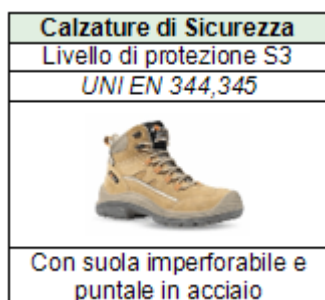 Calzature di Sicurezza
Livello di protezione S3
UNI EN 344,345
Con suola imperforabile e
puntale in acciaio